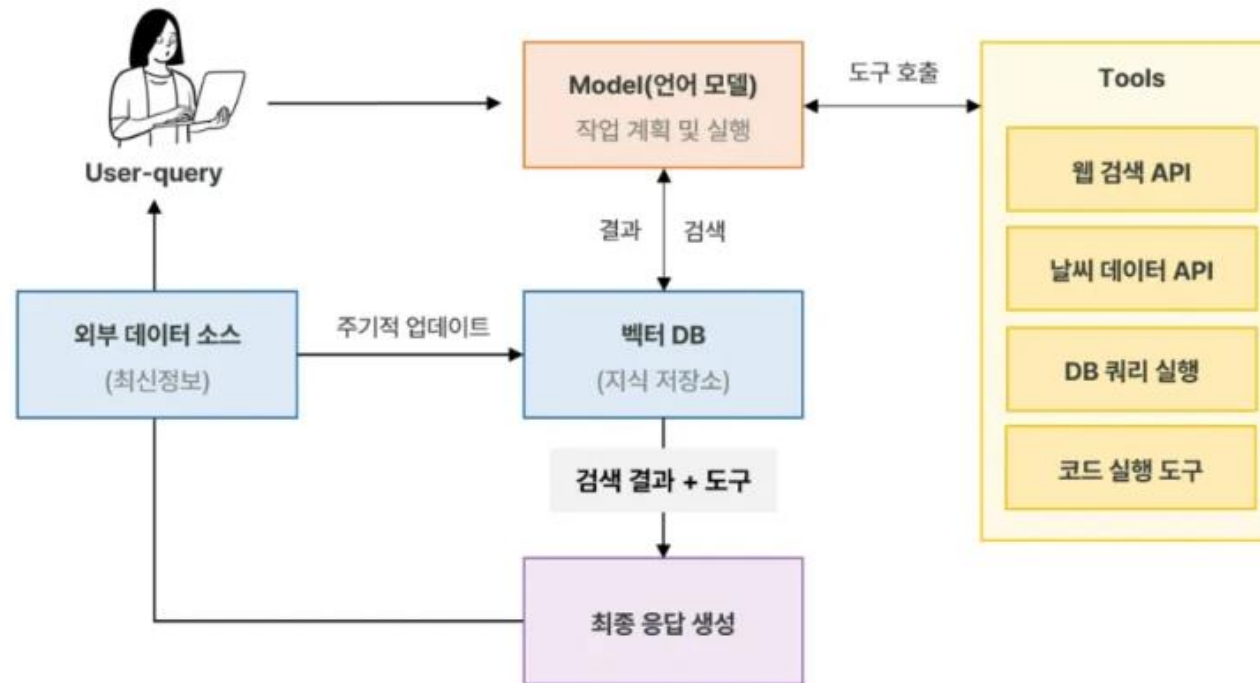 User-query
Model(언어 모델)
작업 계획 및 실행
도구 호출
Tools
웹 검색 API
날씨 데이터 API
DB 쿼리 실행
코드 실행 도구
결과
검색
외부 데이터 소스
(최신정보)
주기적 업데이트
벡터 DB
(지식 저장소)
검색 결과 + 도구
최종 응답 생성